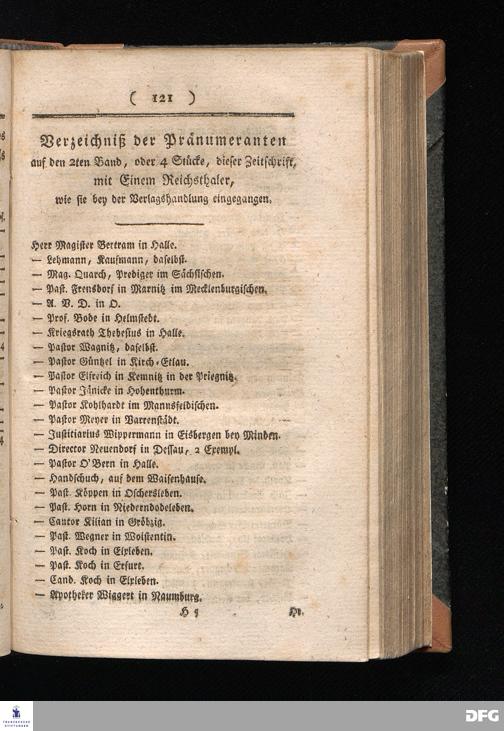 ( 121 )
Verzeichniß der Pränumeranten
auf den 2ten Band, oder 4 Stücke, dieser Zeitschrift,
mit Einem Reichsthaler,
wie sie bey der Verlagshandlung eingegangen.
Herr Magister Bertram in Halle.
— Lehmann, Kaufmann, daselbst.
— Mag. Quarch, Prediger im Sächsischen.
— Past. Frensdorf in Marnitz im Mecklenburgischen.
— A. V. D. in O.
— Prof. Bode in Helmstedt.
— Kriegsrath Thebesius in Halle.
— Pastor Wagnitz, daselbst.
— Pastor Güntzel in Kirch-Etlau.
— Pastor Elfreich in Kemnitz in der Priegnitz.
— Pastor Jänicke in Hohenthurm.
— Pastor Kohlhardt im Mannsfeldischen.
— Pastor Meyer in Barrenstädt.
— Justitiarius Wippermann in Eisbergen bey Minden.
— Director Neuendorf in Dessau, 2 Exempl.
— Pastor O'Bern in Halle.
— Handschuch, auf dem Waisenhause.
— Past. Köppen in Oschersleben.
— Past. Horn in Niederndodeleben.
— Cantor Kilian in Gröbzig.
— Past. Wegner in Woistentin.
— Past. Koch in Elxleben.
— Past. Koch in Erfurt.
— Cand. Koch in Elxleben.
— Apotheker Wiggert in Naumburg.
H 5
DFG